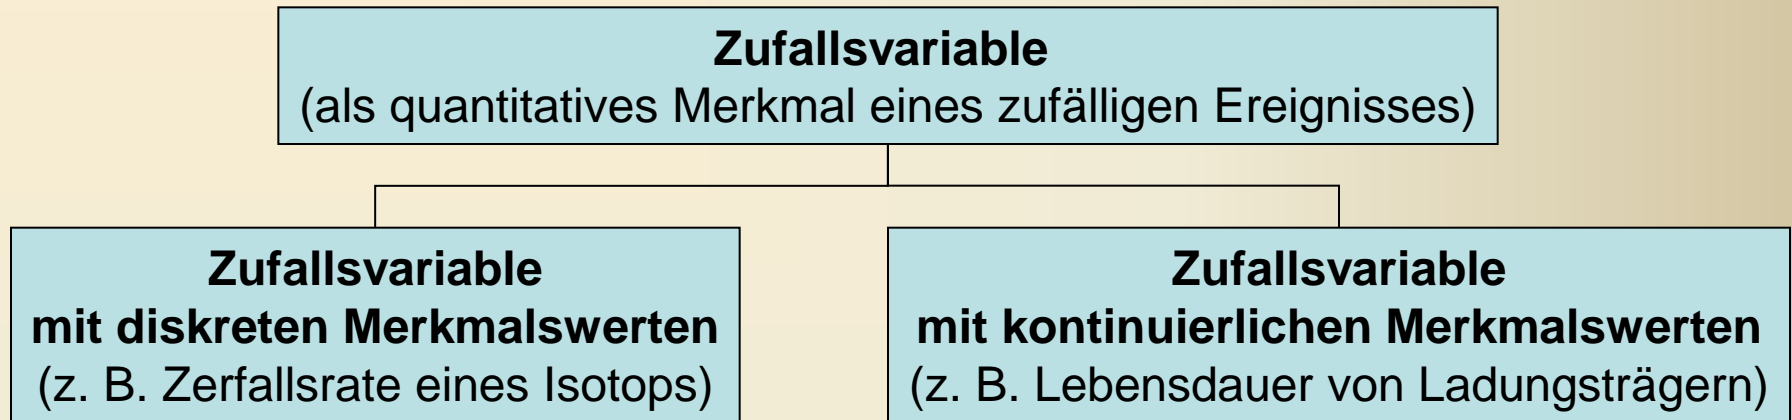 Zufallsvariable
(als quantitatives Merkmal eines zufälligen Ereignisses)
Zufallsvariable
mit diskreten Merkmalswerten
(z. B. Zerfallsrate eines Isotops)
Zufallsvariable
mit kontinuierlichen Merkmalswerten
(z. B. Lebensdauer von Ladungsträgern)